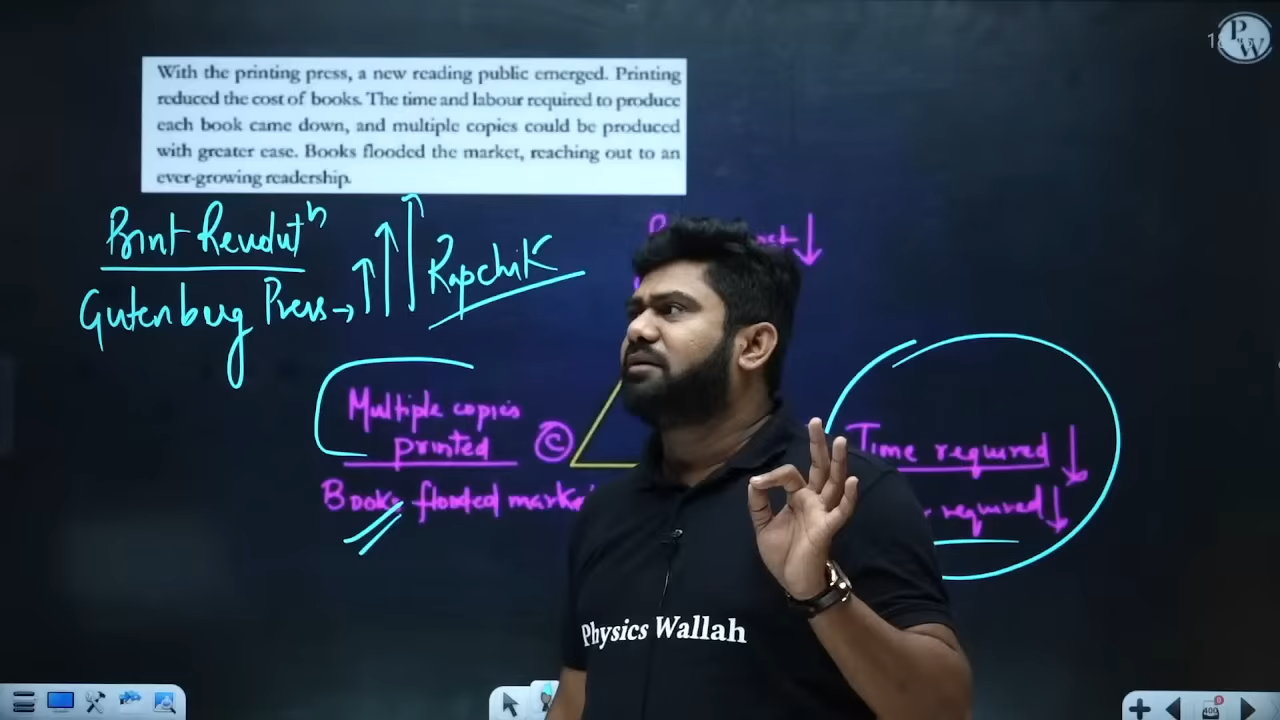 With the printing press, a new reading public emerged. Printing
reduced the cost of books. The time and labour required to produce
each book came down, and multiple copies could be produced
with greater ease. Books flooded the market, reaching out to an
ever-growing readership.
Print Revolutn
Gutenberg Press → ↑↑↑ Rapchik
Multiple copies
printed
C
Books flooded
Time required ↓
required ↓
Physics Wallah
PW
400